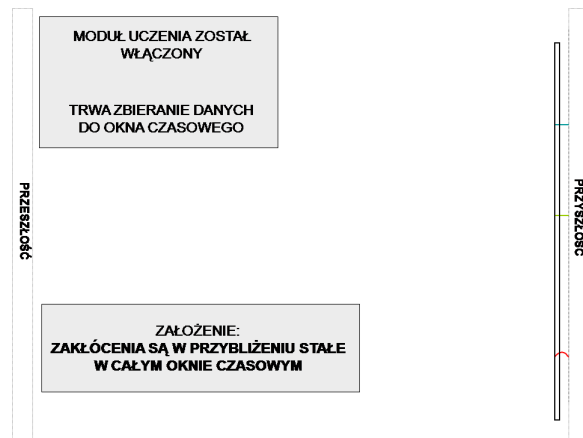 MODUŁ UCZENIA ZOSTAŁ
WŁĄCZONY
TRWA ZBIERANIE DANYCH
DO OKNA CZASOWEGO
PRZESZŁOŚĆ
PRZYSZŁOŚĆ
ZAŁOŻENIE:
ZAKŁÓCENIA SĄ W PRZYBLIŻENIU STAŁE
W CAŁYM OKNIE CZASOWYM